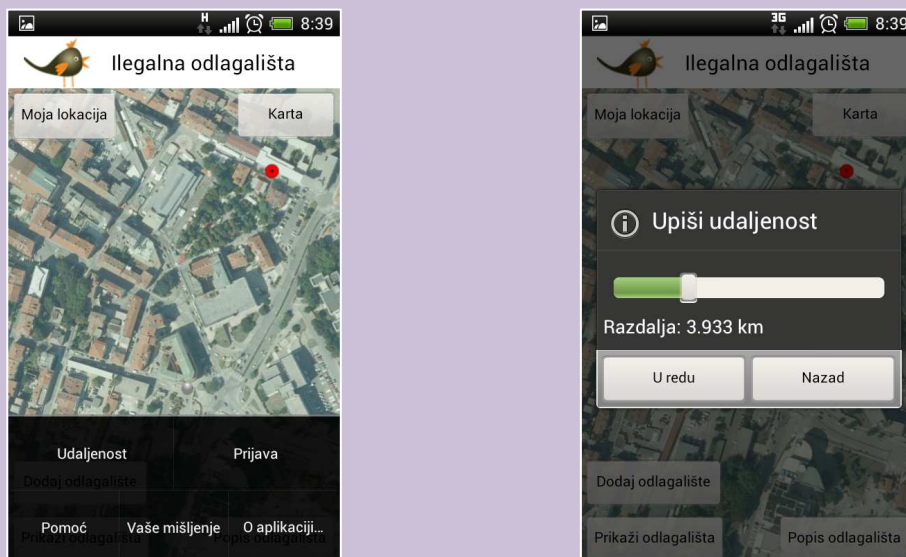 H 8:39
Ilegalna odlagališta
Moja lokacija Karta
Udaljenost Prijava
Dodaj odlagalište
Pomoć Vaše mišljenje O aplikaciji...
Prikaži odlagališta Popis odlagališta
3G 8:39
Ilegalna odlagališta
Moja lokacija Karta
Upiši udaljenost
Razdalja: 3.933 km
U redu Nazad
Dodaj odlagalište
Prikaži odlagališta Popis odlagališta